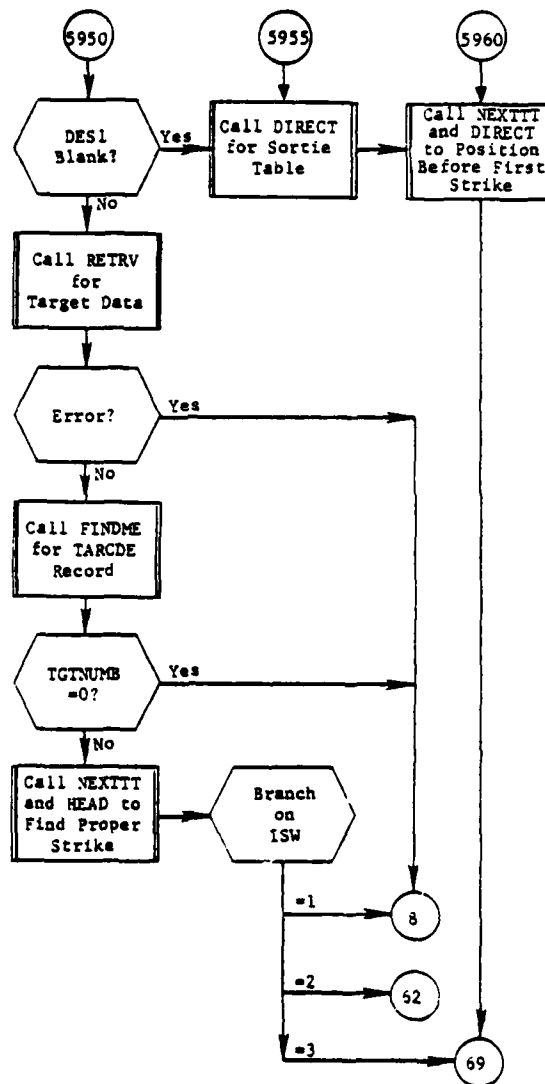 5950
5955
5960
DES1
Blank?
Yes
No
Call DIRECT
for Sortie
Table
Call NEXTTT
and DIRECT
to Position
Before First
Strike
Call RETRV
for
Target Data
Error?
Yes
No
Call FINDME
for TARCDE
Record
TGTNUMB
=0?
Yes
No
Call NEXTTT
and HEAD to
Find Proper
Strike
Branch
on
ISW
=1
8
=2
62
=3
69